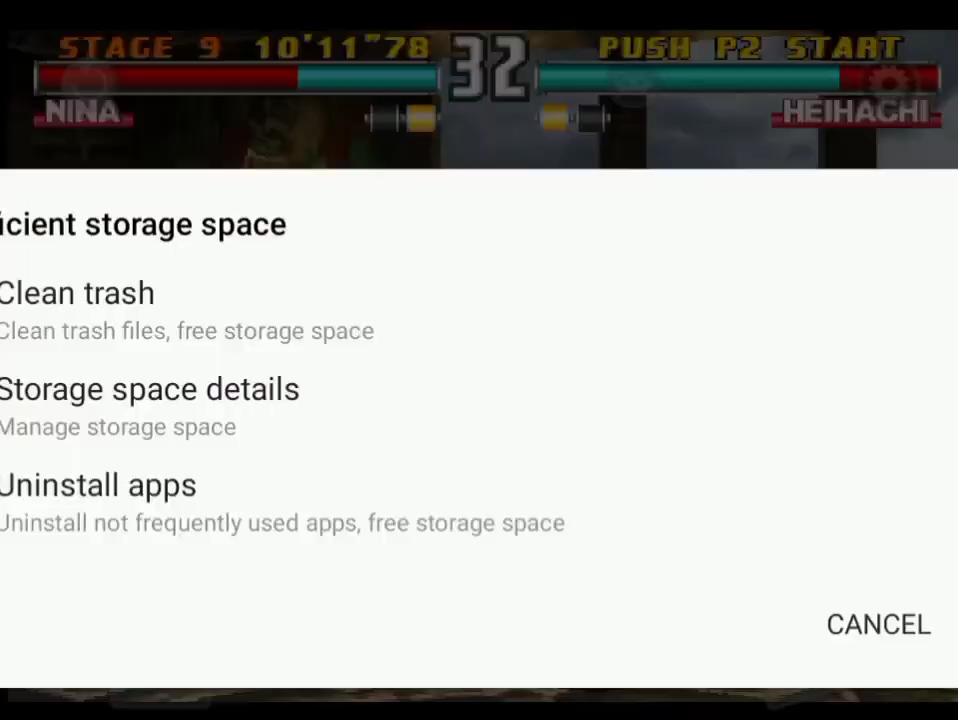 STAGE 9 10'11"78 32 PUSH P2 START
NINA HEIHACHI
icient storage space
Clean trash
Clean trash files, free storage space
Storage space details
Manage storage space
Uninstall apps
Uninstall not frequently used apps, free storage space
CANCEL